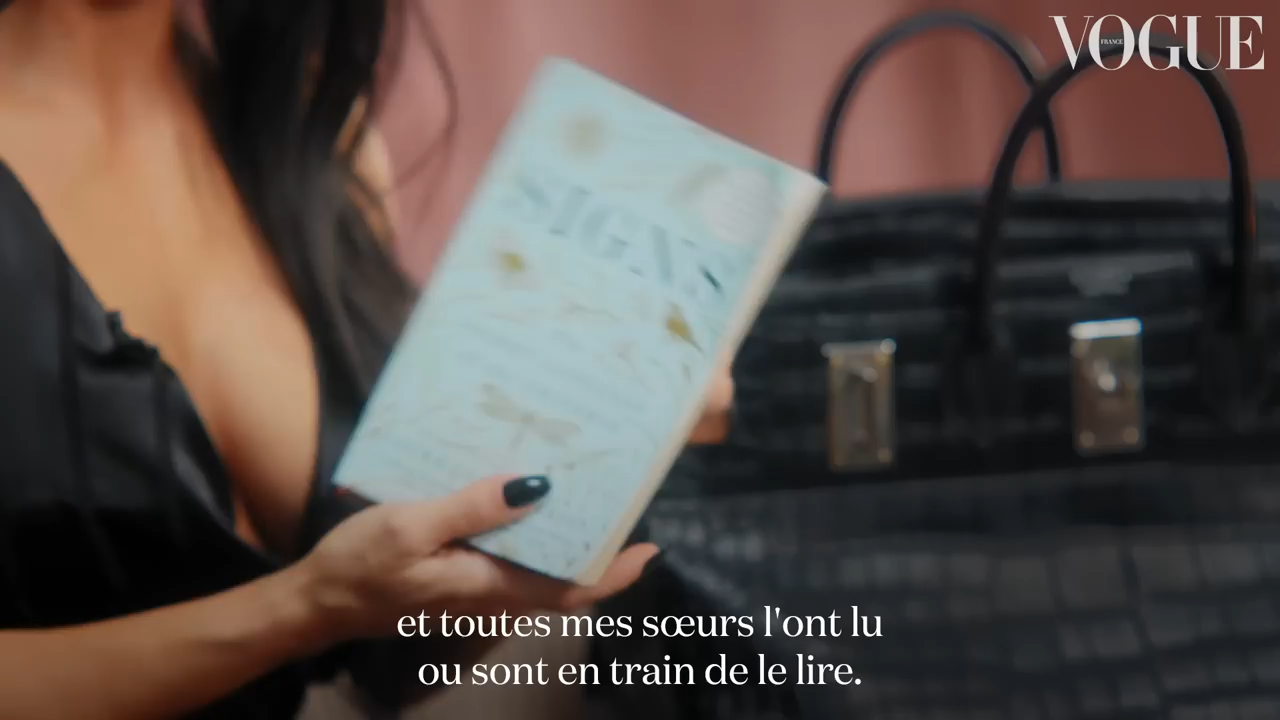 VOGUE
FRANCE
SIGNS
et toutes mes sœurs l'ont lu
ou sont en train de le lire.